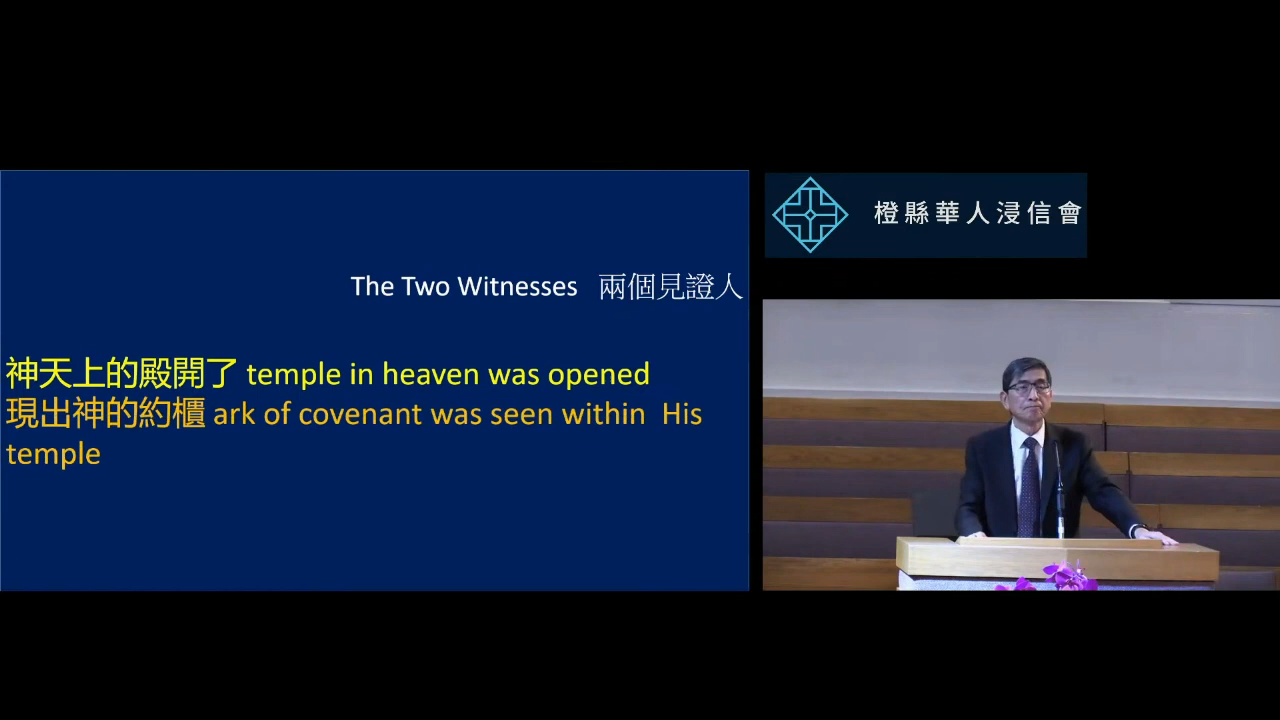 The Two Witnesses 兩個見證人
神天上的殿開了 temple in heaven was opened
現出神的約櫃 ark of covenant was seen within His
temple
橙縣華人浸信會